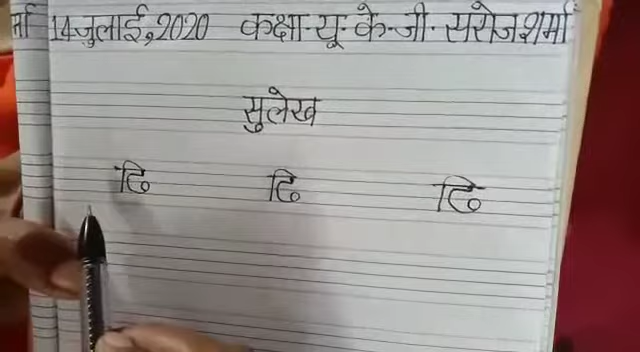 र्मा 14 जुलाई, 2020 कक्षा-यू-के-जी- सरोज शर्मा
सुलेख